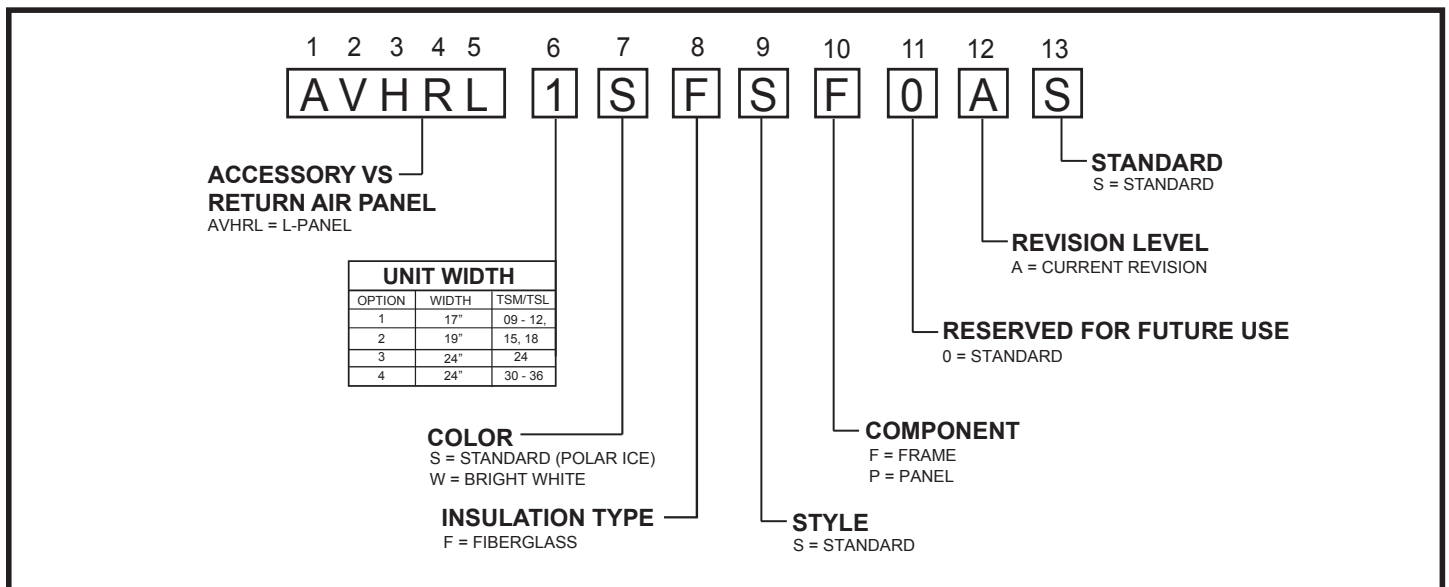 1 2 3 4 5 6 7 8 9 10 11 12 13
A V H R L 1 S F S F 0 A S
ACCESSORY VS
RETURN AIR PANEL
AVHRL = L-PANEL
STANDARD
S = STANDARD
REVISION LEVEL
A = CURRENT REVISION
UNIT WIDTH
OPTION WIDTH TSM/TSL
1 17” 09 - 12,
2 19” 15, 18
3 24” 24
4 24” 30 - 36
RESERVED FOR FUTURE USE
0 = STANDARD
COLOR
S = STANDARD (POLAR ICE)
W = BRIGHT WHITE
COMPONENT
F = FRAME
P = PANEL
INSULATION TYPE
F = FIBERGLASS
STYLE
S = STANDARD